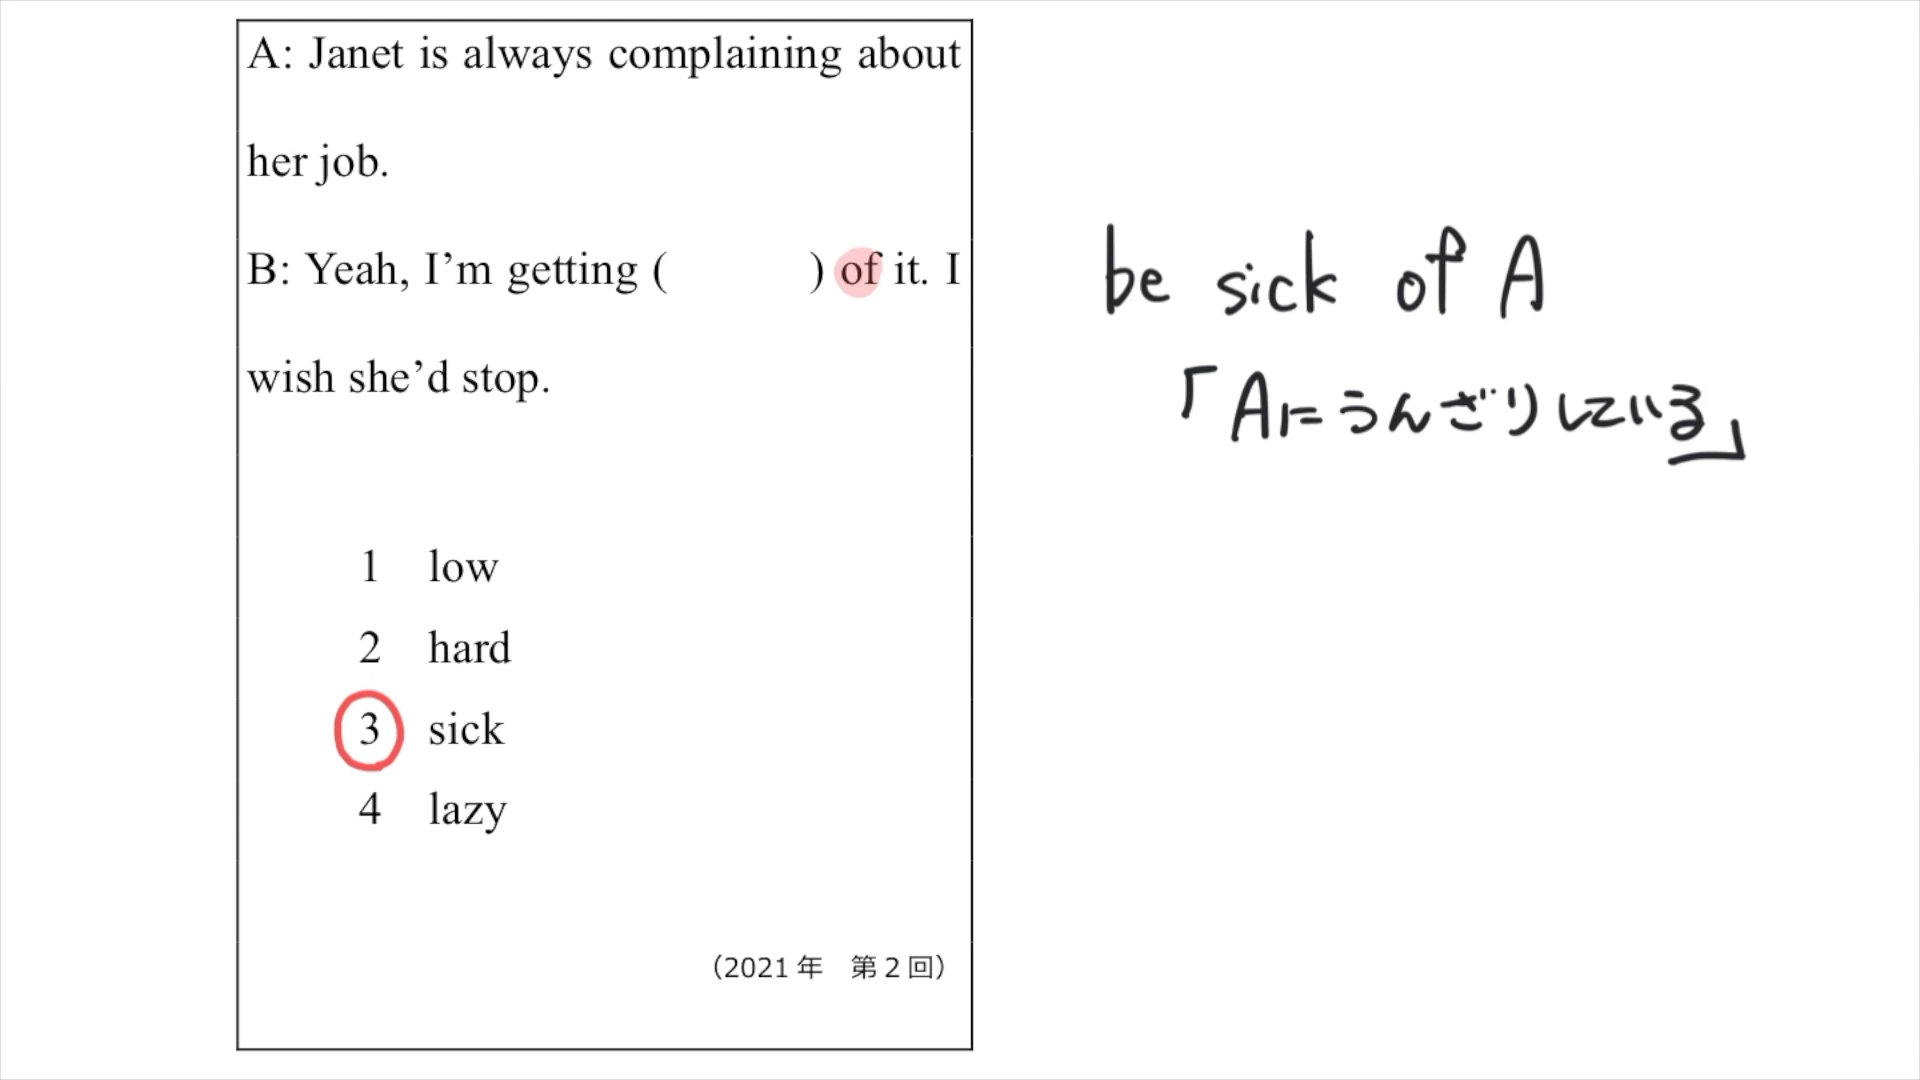 A: Janet is always complaining about
her job.
B: Yeah, I’m getting (　　　) of it. I
wish she’d stop.
1 low
2 hard
3 sick
4 lazy
（2021年　第2回）
be sick of A
「Aにうんざりしている」